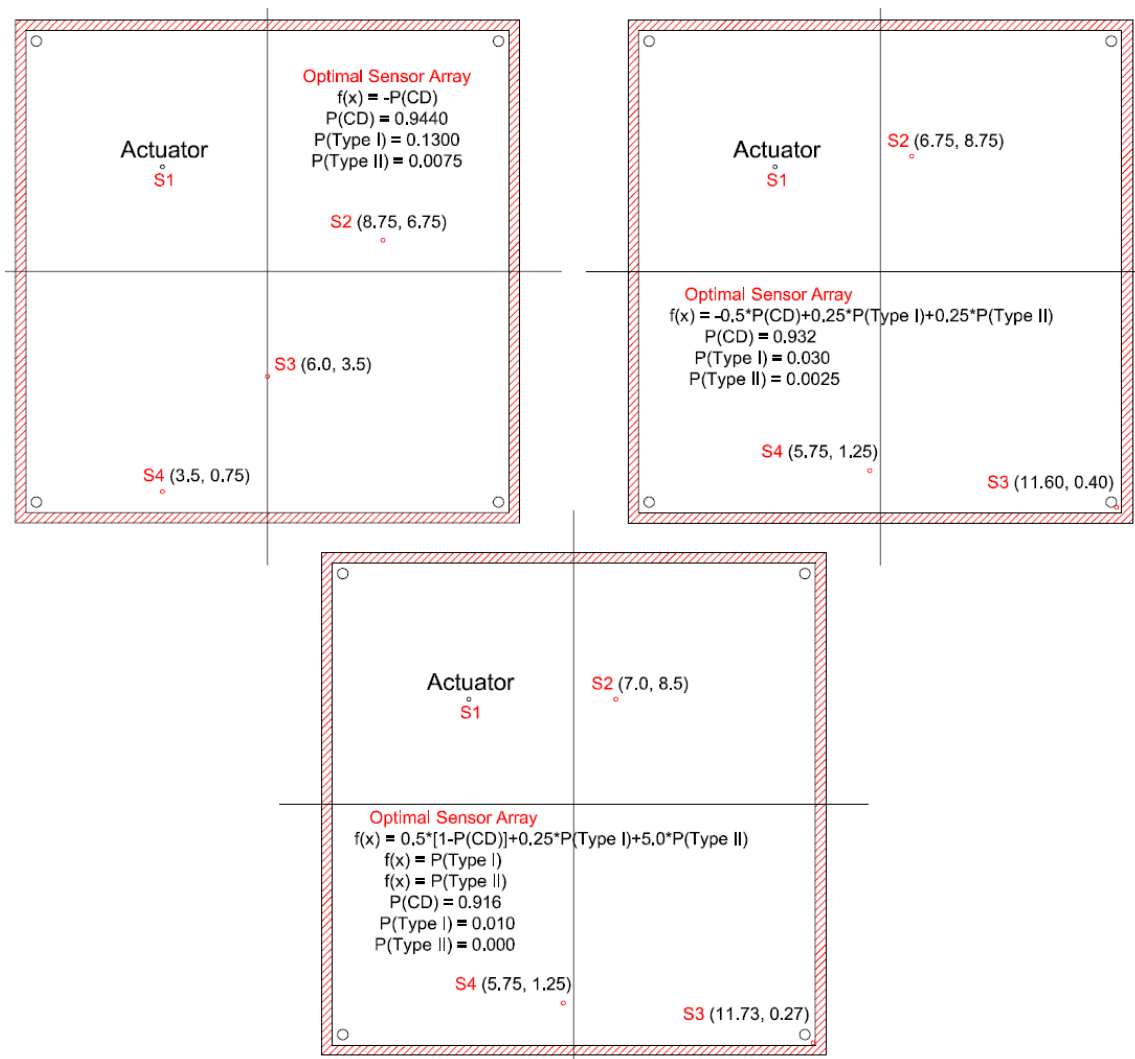 Optimal Sensor Array
f(x) = -P(CD)
P(CD) = 0.9440
P(Type I) = 0.1300
P(Type II) = 0.0075
Actuator
S1
S2 (8.75, 6.75)
S3 (6.0, 3.5)
S4 (3.5, 0.75)
S2 (6.75, 8.75)
Actuator
S1
Optimal Sensor Array
f(x) = -0.5*P(CD)+0.25*P(Type I)+0.25*P(Type II)
P(CD) = 0.932
P(Type I) = 0.030
P(Type II) = 0.0025
S4 (5.75, 1.25)
S3 (11.60, 0.40)
Actuator
S1
S2 (7.0, 8.5)
Optimal Sensor Array
f(x) = 0.5*[1-P(CD)]+0.25*P(Type I)+5.0*P(Type II)
f(x) = P(Type I)
f(x) = P(Type II)
P(CD) = 0.916
P(Type I) = 0.010
P(Type II) = 0.000
S4 (5.75, 1.25)
S3 (11.73, 0.27)